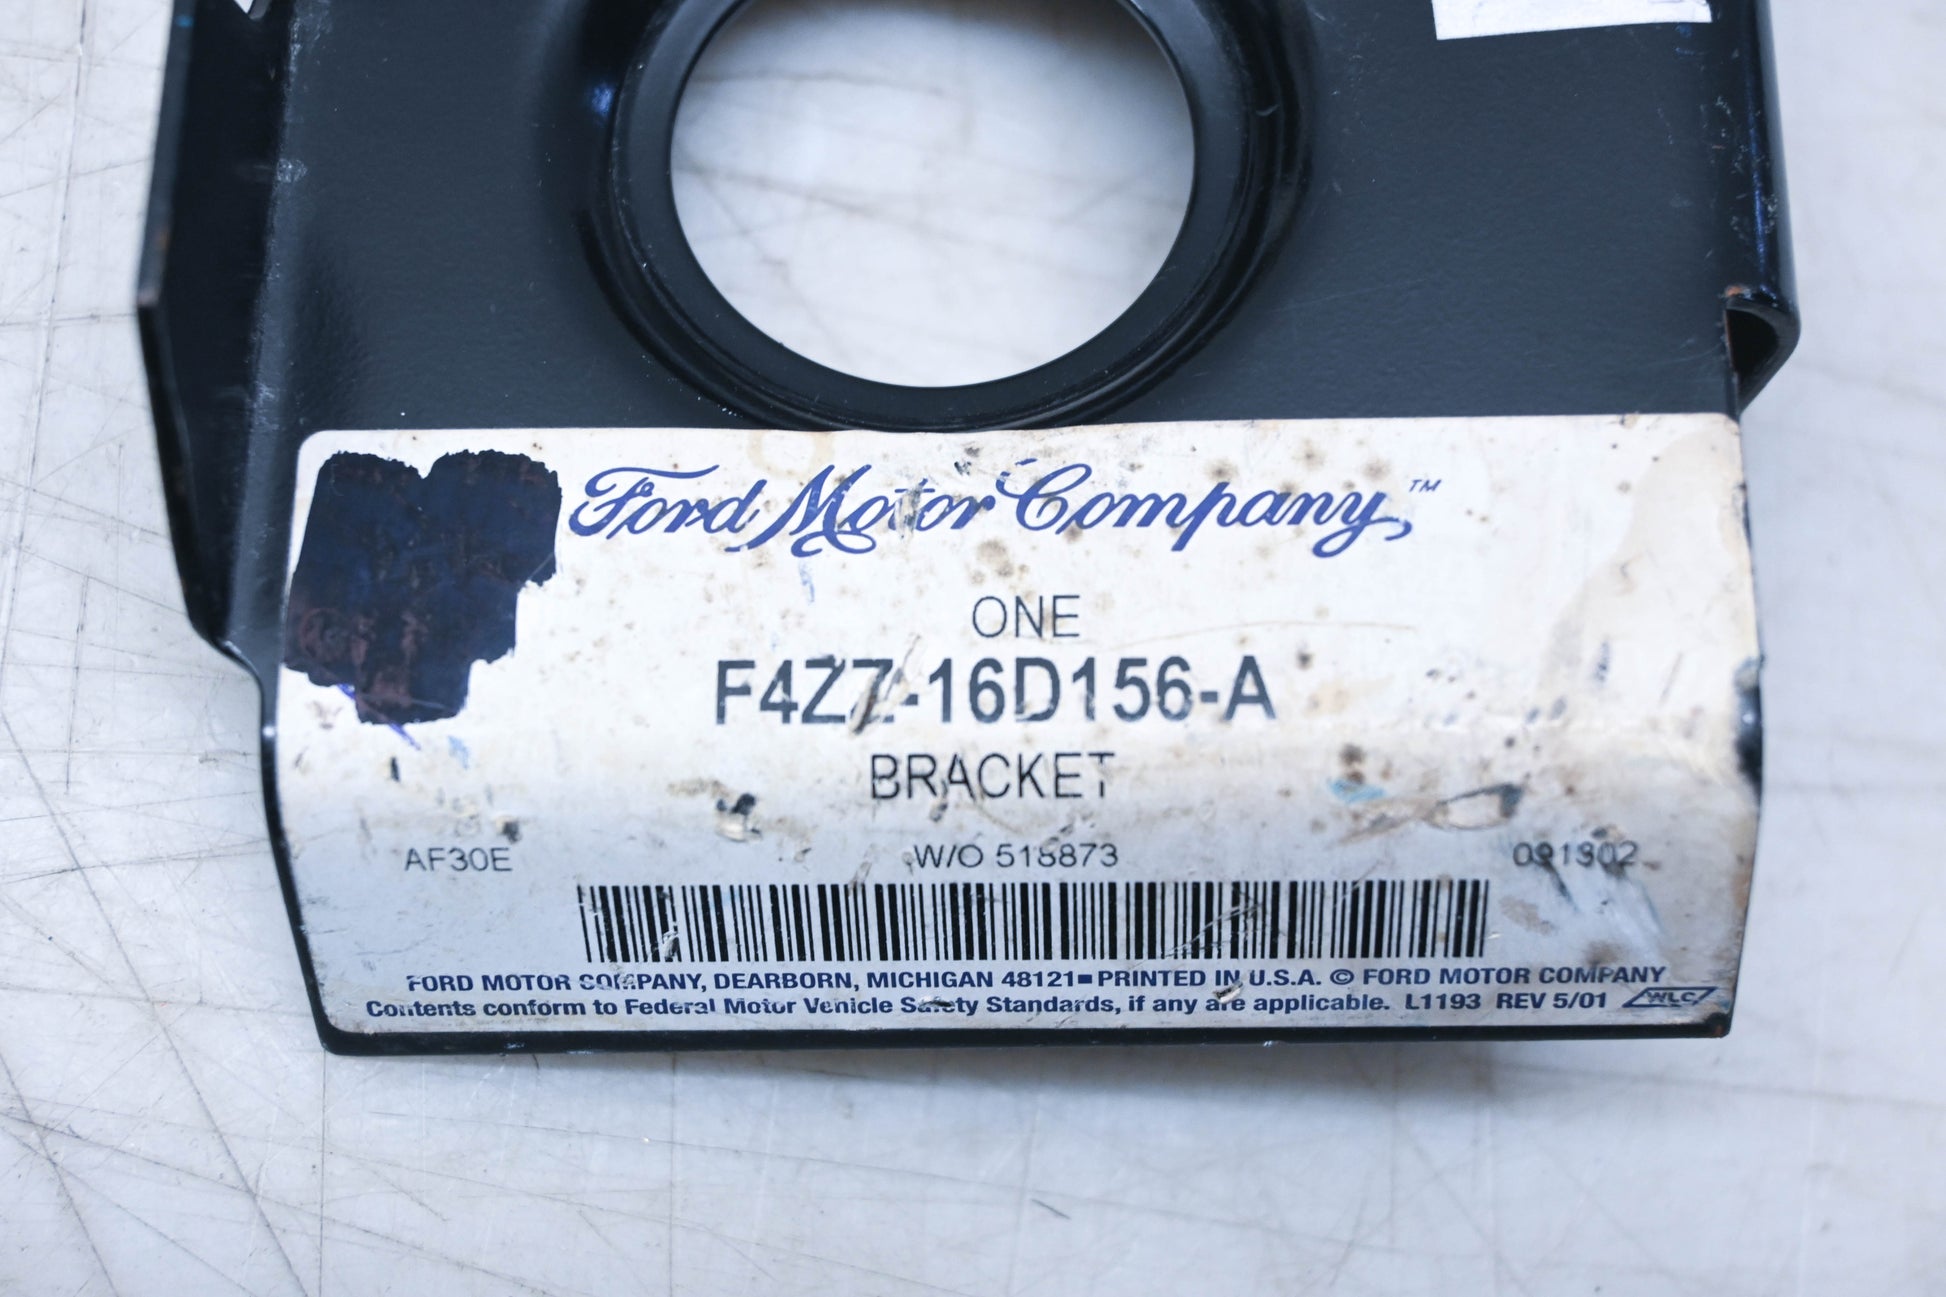 Ford Motor Company™
ONE
F4ZZ-16D156-A
BRACKET
AF30E W/O 518873 091302
FORD MOTOR COMPANY, DEARBORN, MICHIGAN 48121■PRINTED IN U.S.A. © FORD MOTOR COMPANY
Contents conform to Federal Motor Vehicle Safety Standards, if any are applicable. L1193 REV 5/01 WLC